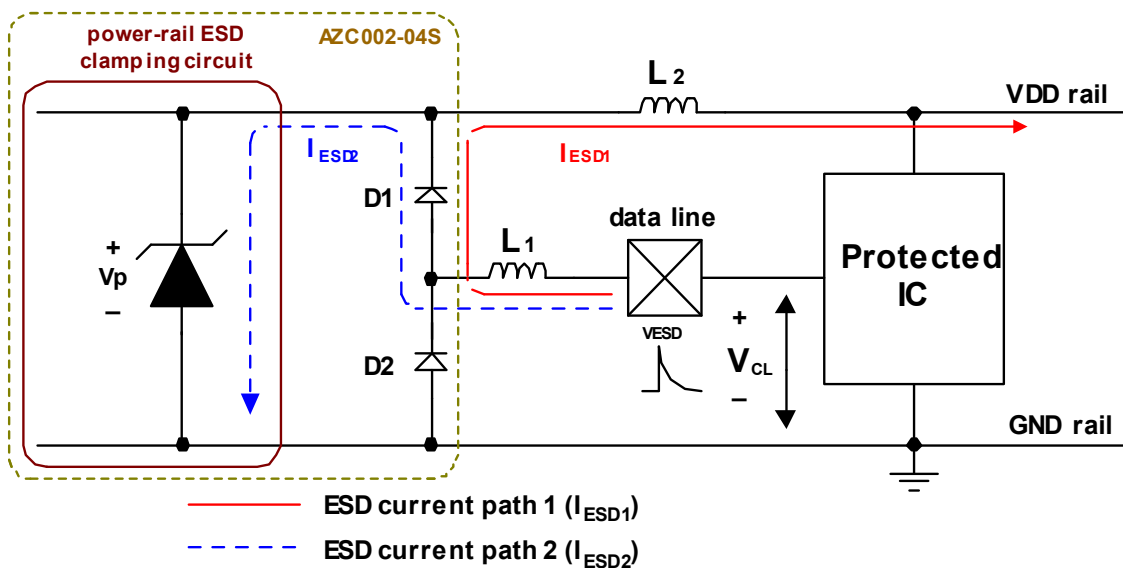 power-rail ESD
clamping circuit
AZC002-04S
L2
VDD rail
IESD2
IESD1
D1
data line
L1
Protected
IC
+
Vp
–
VESD
+
VCL
–
D2
GND rail
ESD current path 1 (IESD1)
ESD current path 2 (IESD2)